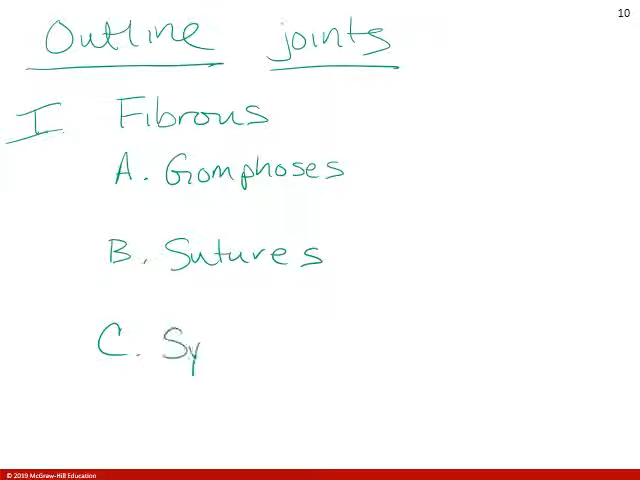 10
Outline joints
I Fibrous
A. Gomphoses
B. Sutures
C. Sy
© 2019 McGraw-Hill Education